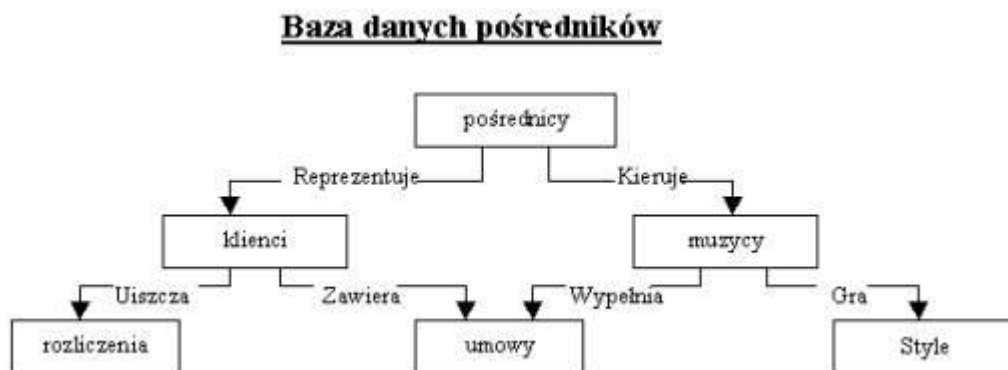 Baza danych pośredników
pośrednicy
Reprezentuje
Kieruje
klienci
muzycy
Uiszcza
Zawiera
Wypełnia
Gra
rozliczenia
umowy
Style